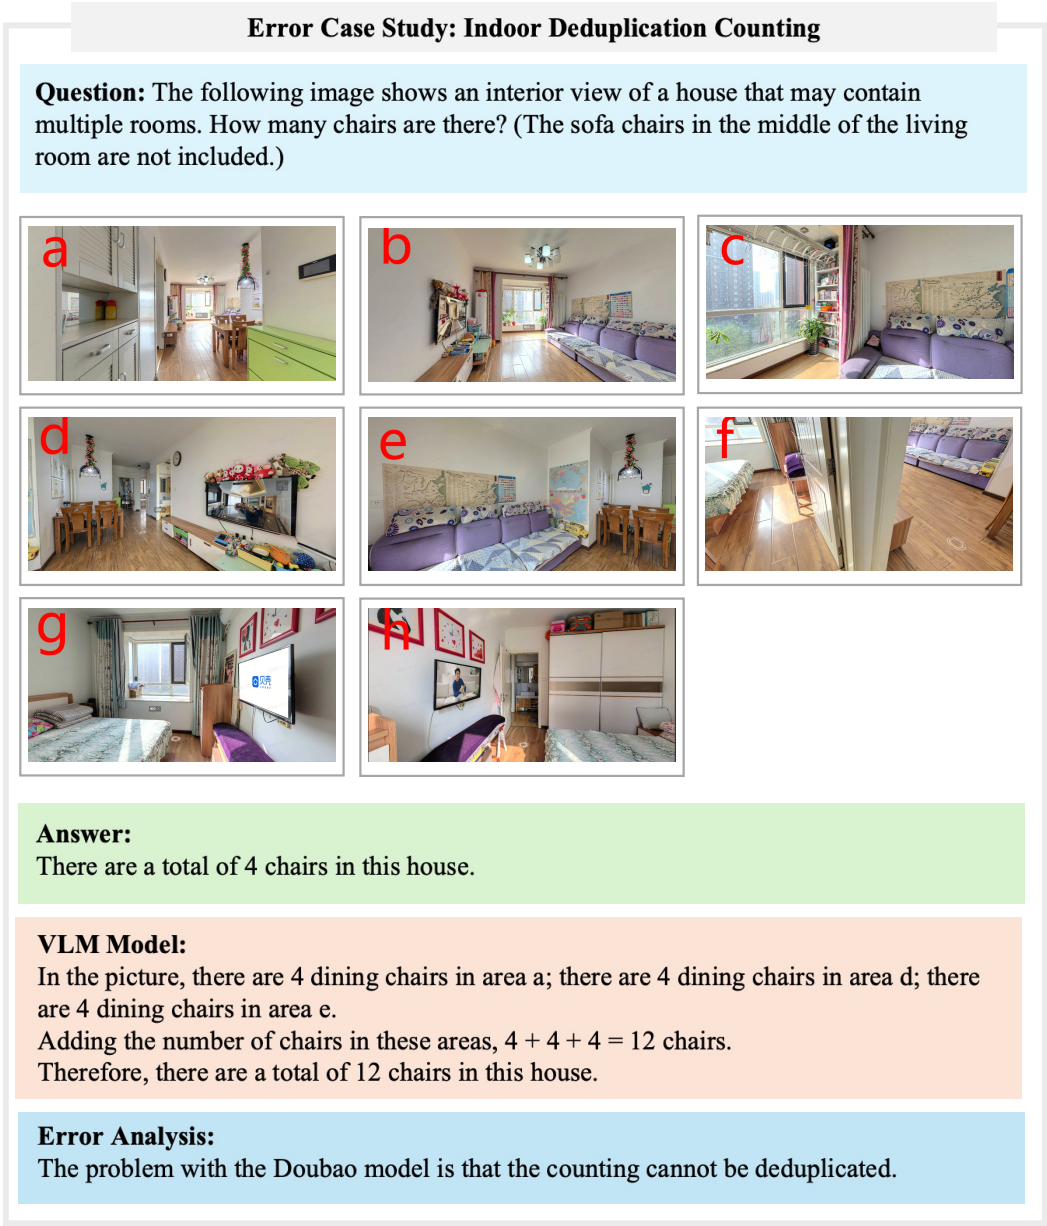 Error Case Study: Indoor Deduplication Counting
Question: The following image shows an interior view of a house that may contain
multiple rooms. How many chairs are there? (The sofa chairs in the middle of the living
room are not included.)
a
b
c
d
e
f
g
h
贝壳
Answer:
There are a total of 4 chairs in this house.
VLM Model:
In the picture, there are 4 dining chairs in area a; there are 4 dining chairs in area d; there
are 4 dining chairs in area e.
Adding the number of chairs in these areas, 4 + 4 + 4 = 12 chairs.
Therefore, there are a total of 12 chairs in this house.
Error Analysis:
The problem with the Doubao model is that the counting cannot be deduplicated.